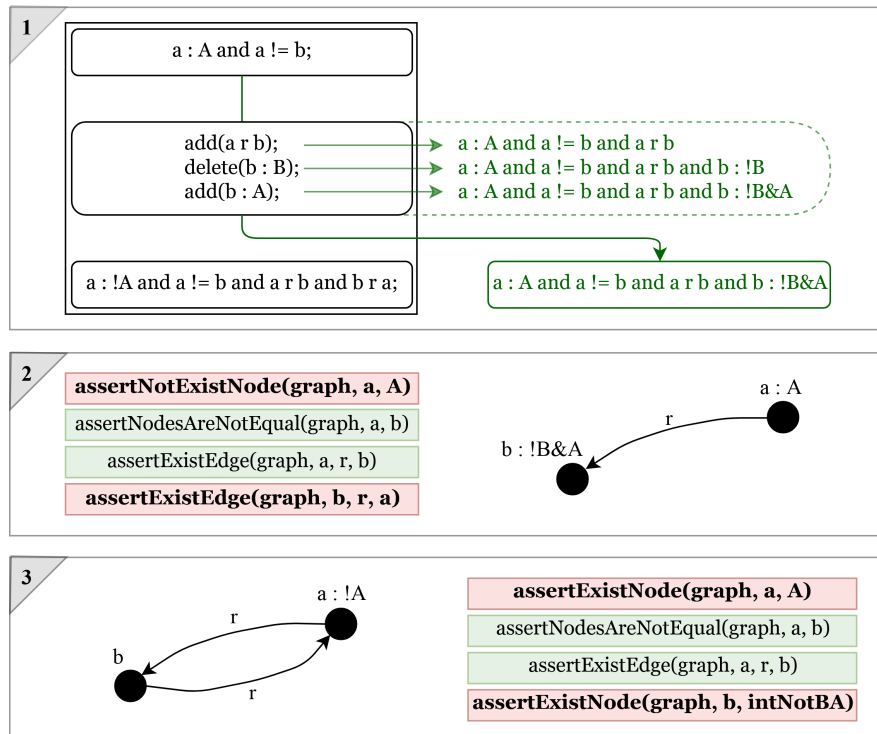 1
a : A and a != b;
add(a r b);
a : A and a != b and a r b
delete(b : B);
a : A and a != b and a r b and b : !B
add(b : A);
a : A and a != b and a r b and b : !B&A
a : !A and a != b and a r b and b r a;
a : A and a != b and a r b and b : !B&A
2
assertNotExistNode(graph, a, A)
assertNodesAreNotEqual(graph, a, b)
assertExistEdge(graph, a, r, b)
assertExistEdge(graph, b, r, a)
a : A
r
b : !B&A
3
a : !A
r
b
r
assertExistNode(graph, a, A)
assertNodesAreNotEqual(graph, a, b)
assertExistEdge(graph, a, r, b)
assertExistNode(graph, b, intNotBA)